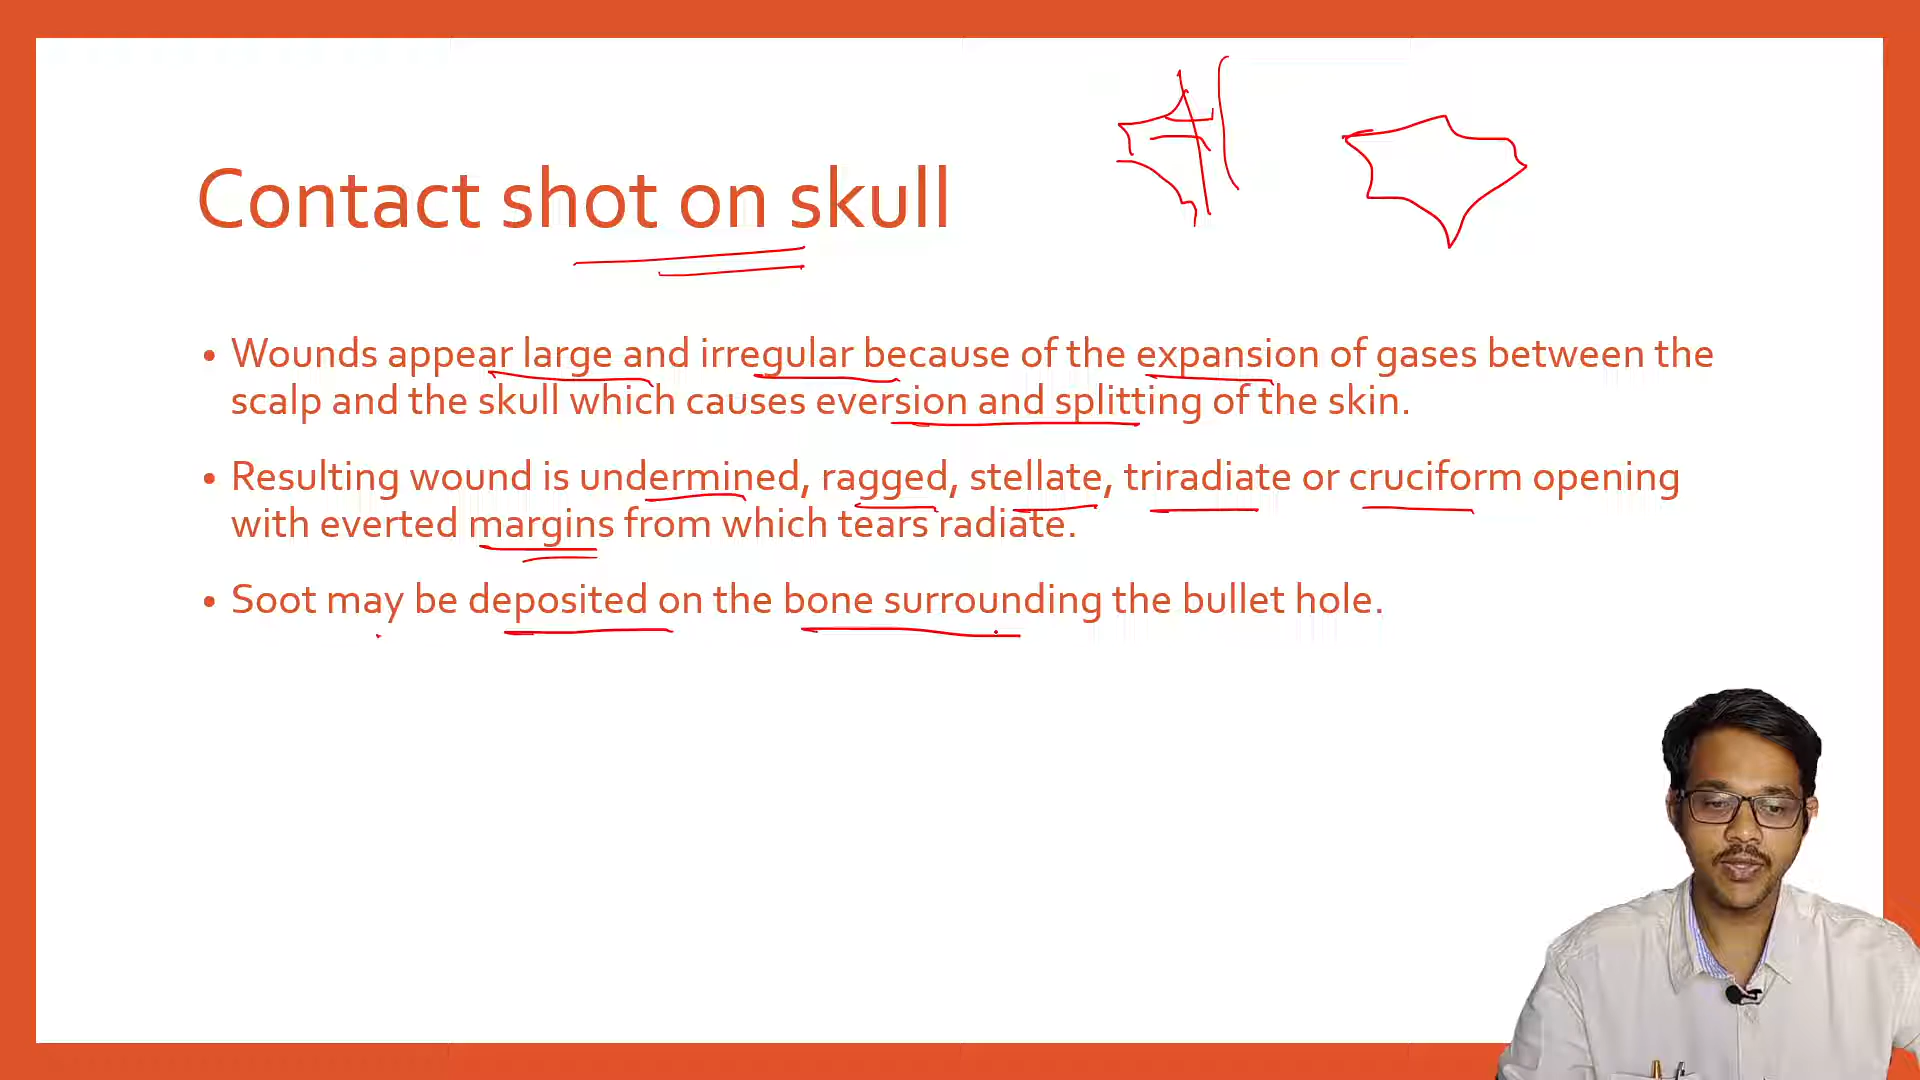 Contact shot on skull
• Wounds appear large and irregular because of the expansion of gases between the
scalp and the skull which causes eversion and splitting of the skin.
• Resulting wound is undermined, ragged, stellate, triradiate or cruciform opening
with everted margins from which tears radiate.
• Soot may be deposited on the bone surrounding the bullet hole.